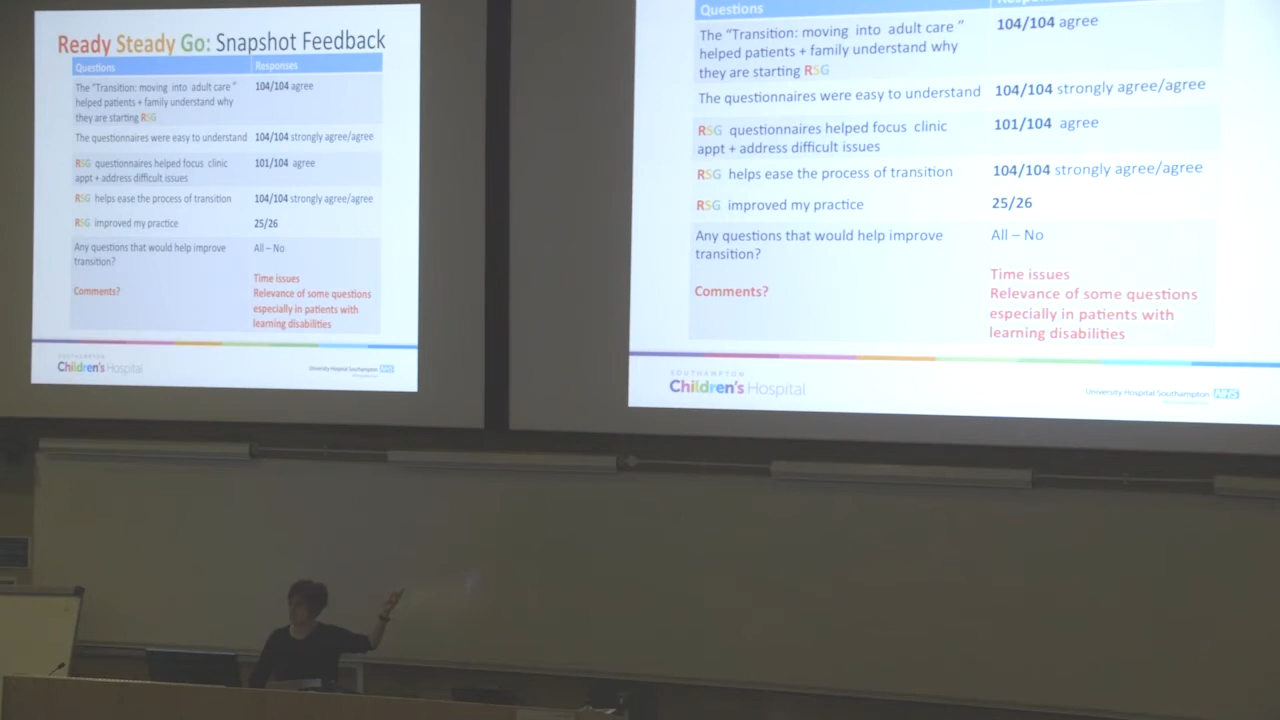 Ready Steady Go: Snapshot Feedback
Questions
Responses
The "Transition: moving into adult care "
helped patients + family understand why
they are starting RSG
104/104 agree
The questionnaires were easy to understand
104/104 strongly agree/agree
RSG questionnaires helped focus clinic
appt + address difficult issues
101/104 agree
RSG helps ease the process of transition
104/104 strongly agree/agree
RSG improved my practice
25/26
Any questions that would help improve
transition?
All – No
Comments?
Time issues
Relevance of some questions
especially in patients with
learning disabilities
SOUTHAMPTON
Children's Hospital
University Hospital Southampton NHS
Questions
The "Transition: moving into adult care "
helped patients + family understand why
they are starting RSG
104/104 agree
The questionnaires were easy to understand
104/104 strongly agree/agree
RSG questionnaires helped focus clinic
appt + address difficult issues
101/104 agree
RSG helps ease the process of transition
104/104 strongly agree/agree
RSG improved my practice
25/26
Any questions that would help improve
transition?
All – No
Comments?
Time issues
Relevance of some questions
especially in patients with
learning disabilities
SOUTHAMPTON
Children's Hospital
University Hospital Southampton NHS